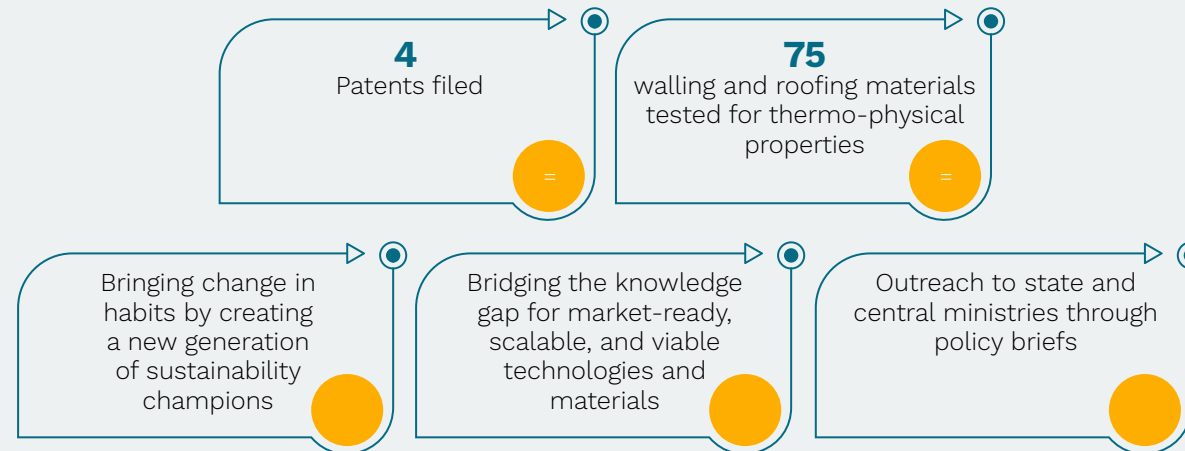 4
Patents filed
=
75
walling and roofing materials
tested for thermo-physical
properties
=
Bringing change in
habits by creating
a new generation
of sustainability
champions
Bridging the knowledge
gap for market-ready,
scalable, and viable
technologies and
materials
Outreach to state and
central ministries through
policy briefs